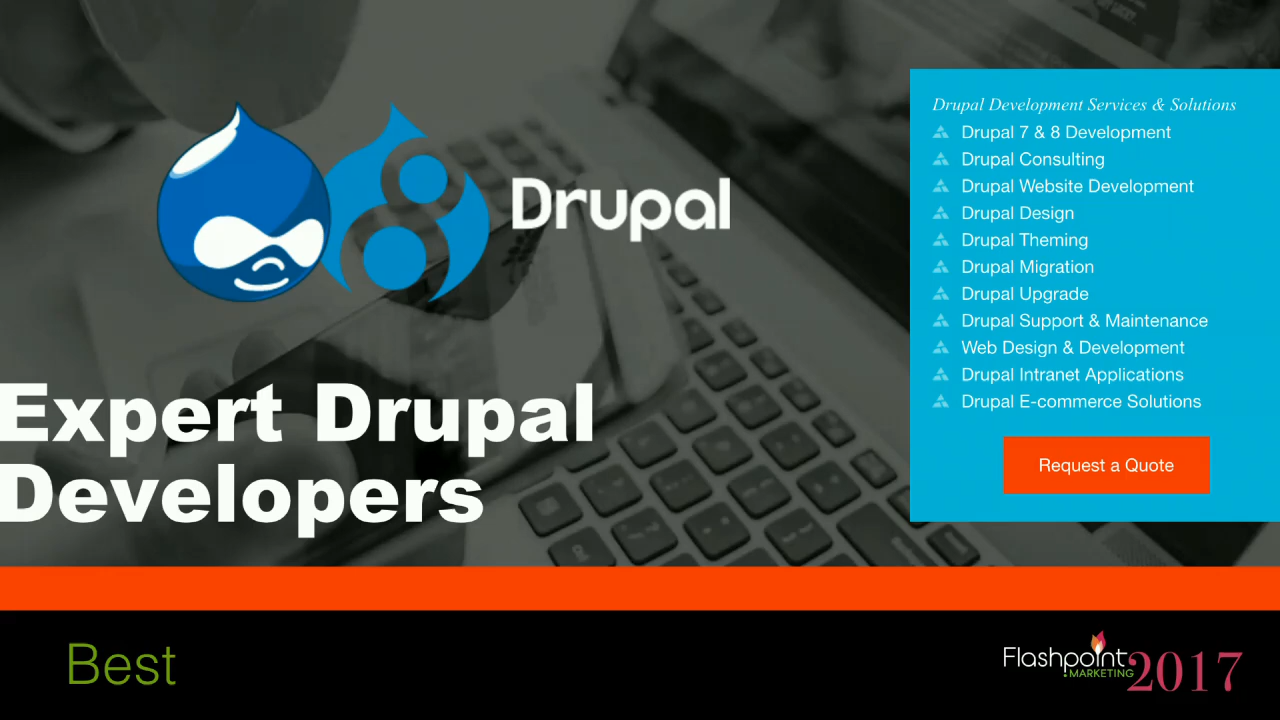 Drupal
Expert Drupal
Developers
Drupal Development Services & Solutions
Drupal 7 & 8 Development
Drupal Consulting
Drupal Website Development
Drupal Design
Drupal Theming
Drupal Migration
Drupal Upgrade
Drupal Support & Maintenance
Web Design & Development
Drupal Intranet Applications
Drupal E-commerce Solutions
Request a Quote
Best
Flashpoint
MARKETING
2017